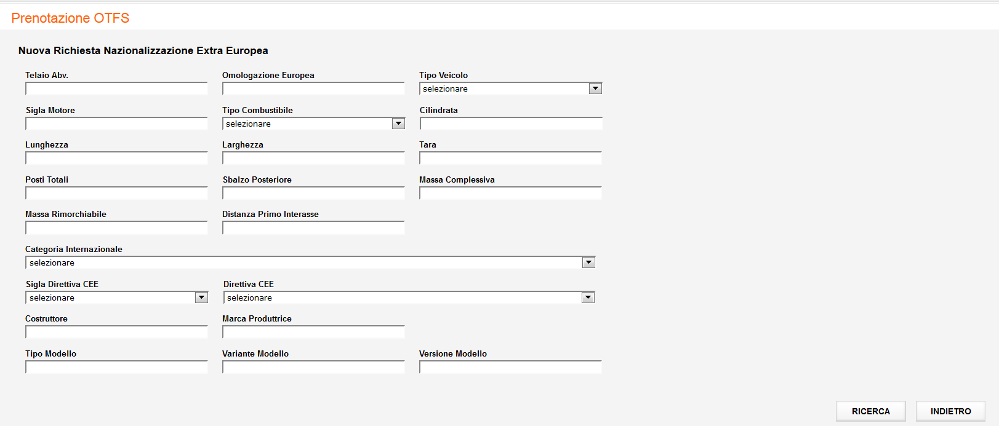 Prenotazione OTFS
Nuova Richiesta Nazionalizzazione Extra Europea
Telaio Abv. Omologazione Europea Tipo Veicolo
selezionare
Sigla Motore Tipo Combustibile Cilindrata
selezionare
Lunghezza Larghezza Tara
Posti Totali Sbalzo Posteriore Massa Complessiva
Massa Rimorchiabile Distanza Primo Interasse
Categoria Internazionale
selezionare
Sigla Direttiva CEE Direttiva CEE
selezionare selezionare
Costruttore Marca Produttrice
Tipo Modello Variante Modello Versione Modello
RICERCA INDIETRO